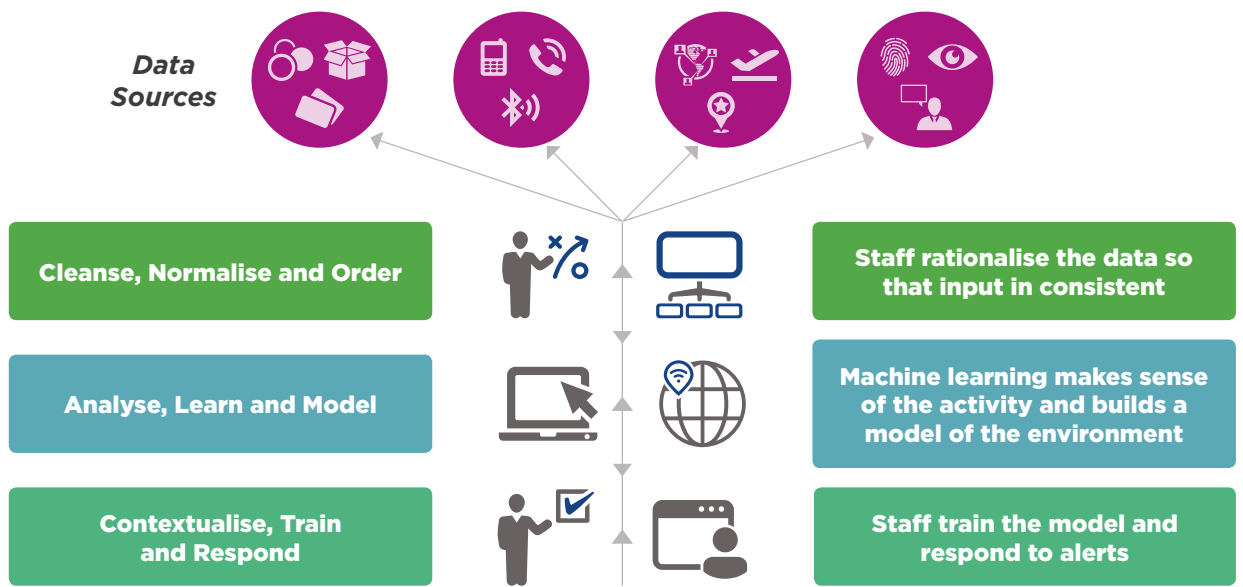 Data
Sources
Cleanse, Normalise and Order
Staff rationalise the data so
that input in consistent
Analyse, Learn and Model
Machine learning makes sense
of the activity and builds a
model of the environment
Contextualise, Train
and Respond
Staff train the model and
respond to alerts